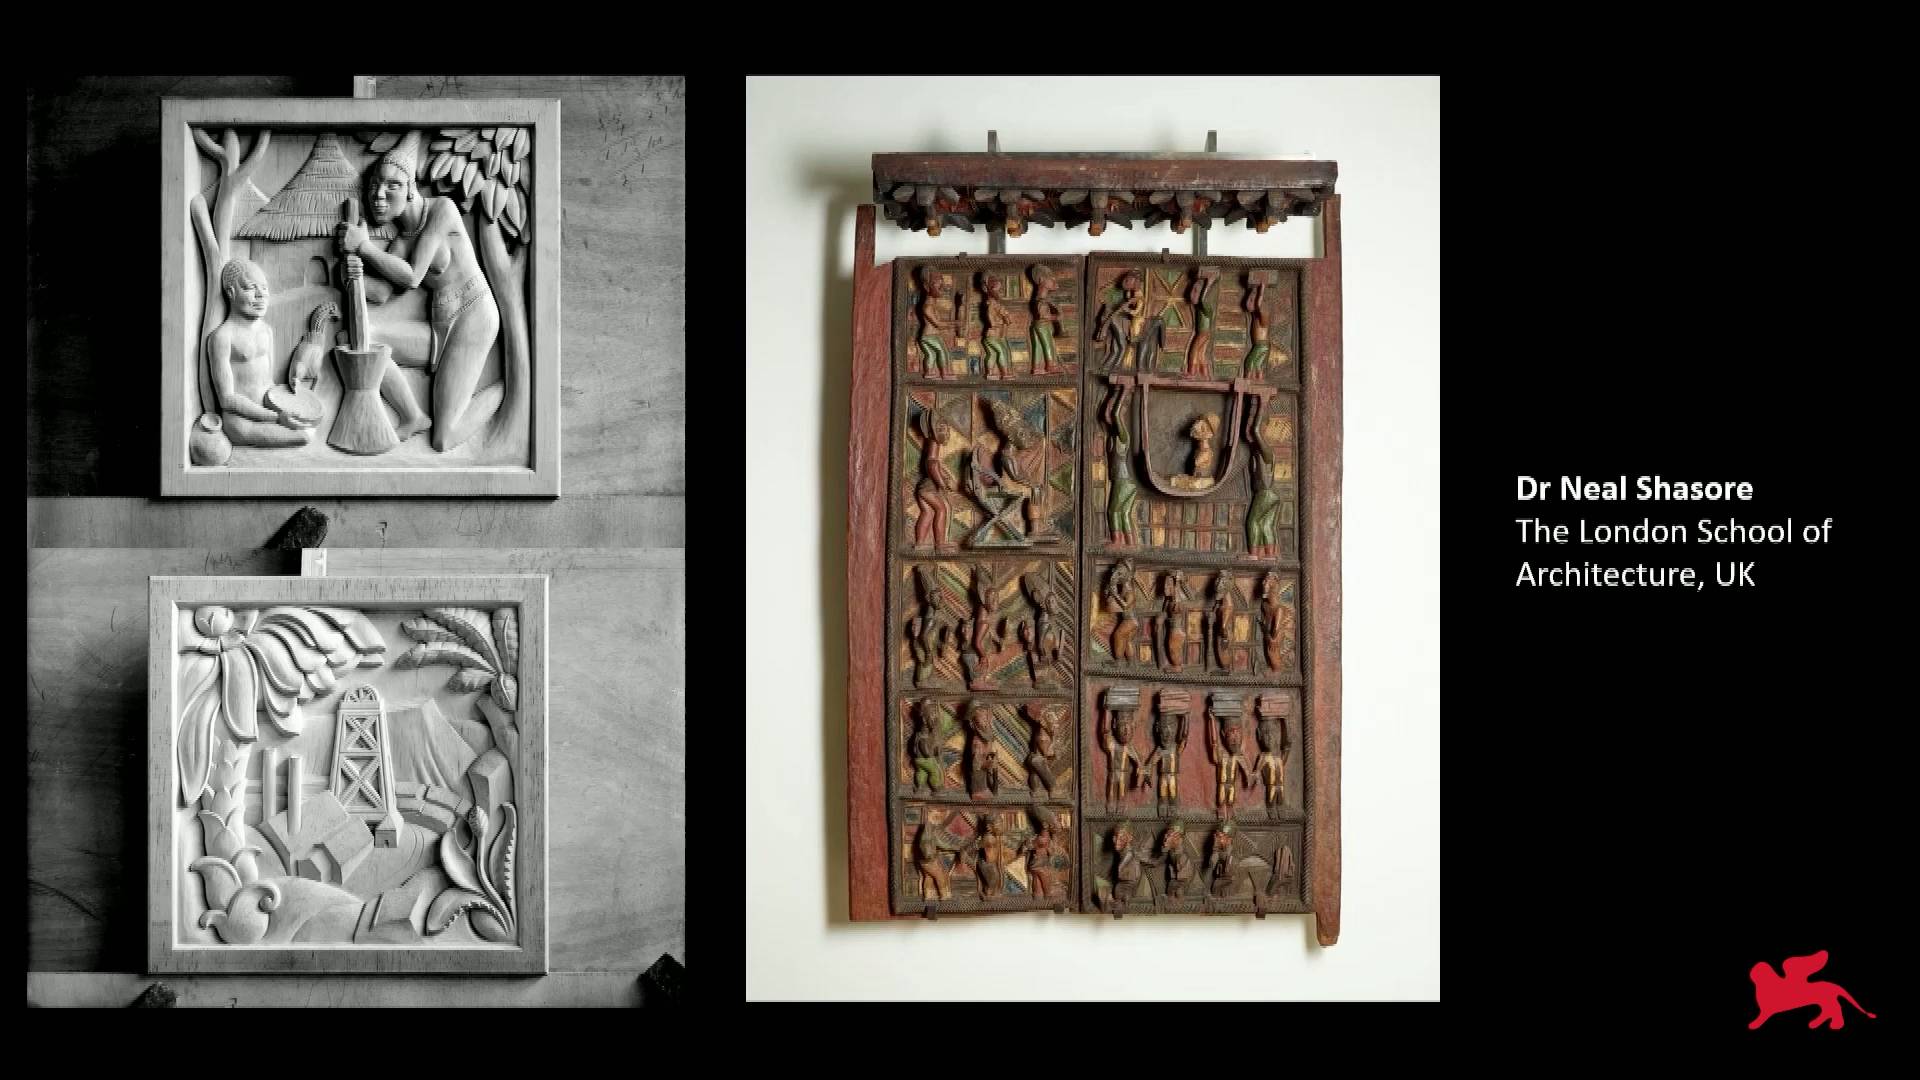 Dr Neal Shasore
The London School of
Architecture, UK